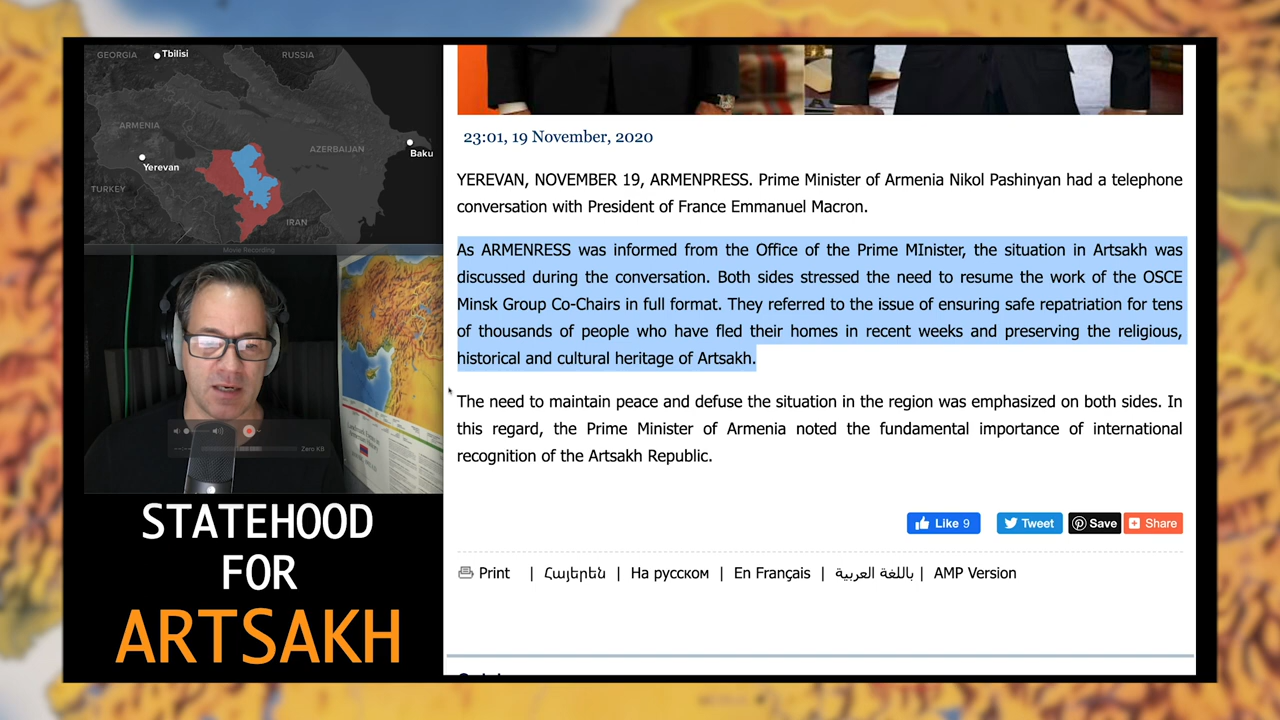 GEORGIA
Tbilisi
RUSSIA
ARMENIA
AZERBAIJAN
Baku
Yerevan
TURKEY
IRAN
Movie Recording
Zero KB
STATEHOOD
FOR
ARTSAKH
23:01, 19 November, 2020
YEREVAN, NOVEMBER 19, ARMENPRESS. Prime Minister of Armenia Nikol Pashinyan had a telephone
conversation with President of France Emmanuel Macron.
As ARMENRESS was informed from the Office of the Prime MInister, the situation in Artsakh was
discussed during the conversation. Both sides stressed the need to resume the work of the OSCE
Minsk Group Co-Chairs in full format. They referred to the issue of ensuring safe repatriation for tens
of thousands of people who have fled their homes in recent weeks and preserving the religious,
historical and cultural heritage of Artsakh.
The need to maintain peace and defuse the situation in the region was emphasized on both sides. In
this regard, the Prime Minister of Armenia noted the fundamental importance of international
recognition of the Artsakh Republic.
Like 9 Tweet Save Share
Print | Հայերեն | На русском | En Français | باللغة العربية | AMP Version